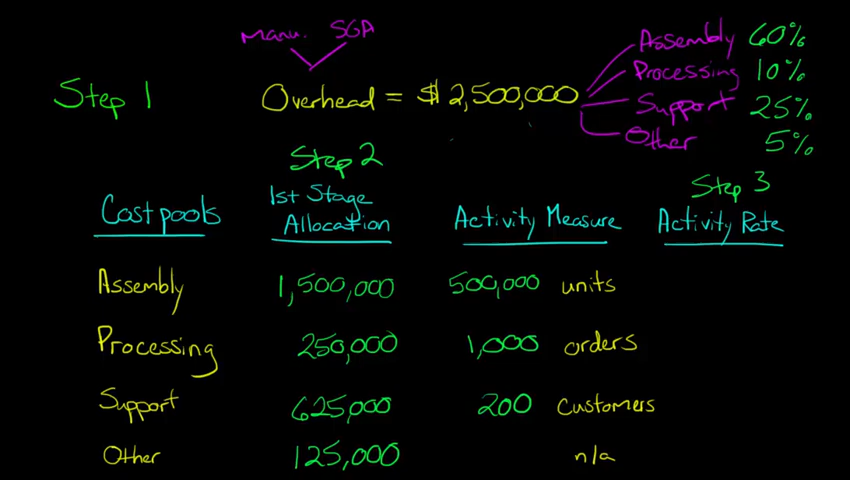 Manu. SGA
Assembly 60%
Processing 10%
Step 1 Overhead = $2,500,000
Support 25%
Other 5%
Step 2
Step 3
Cost pools 1st Stage Allocation Activity Measure Activity Rate
Assembly 1,500,000 500,000 units
Processing 250,000 1,000 orders
Support 625,000 200 Customers
Other 125,000 n/a